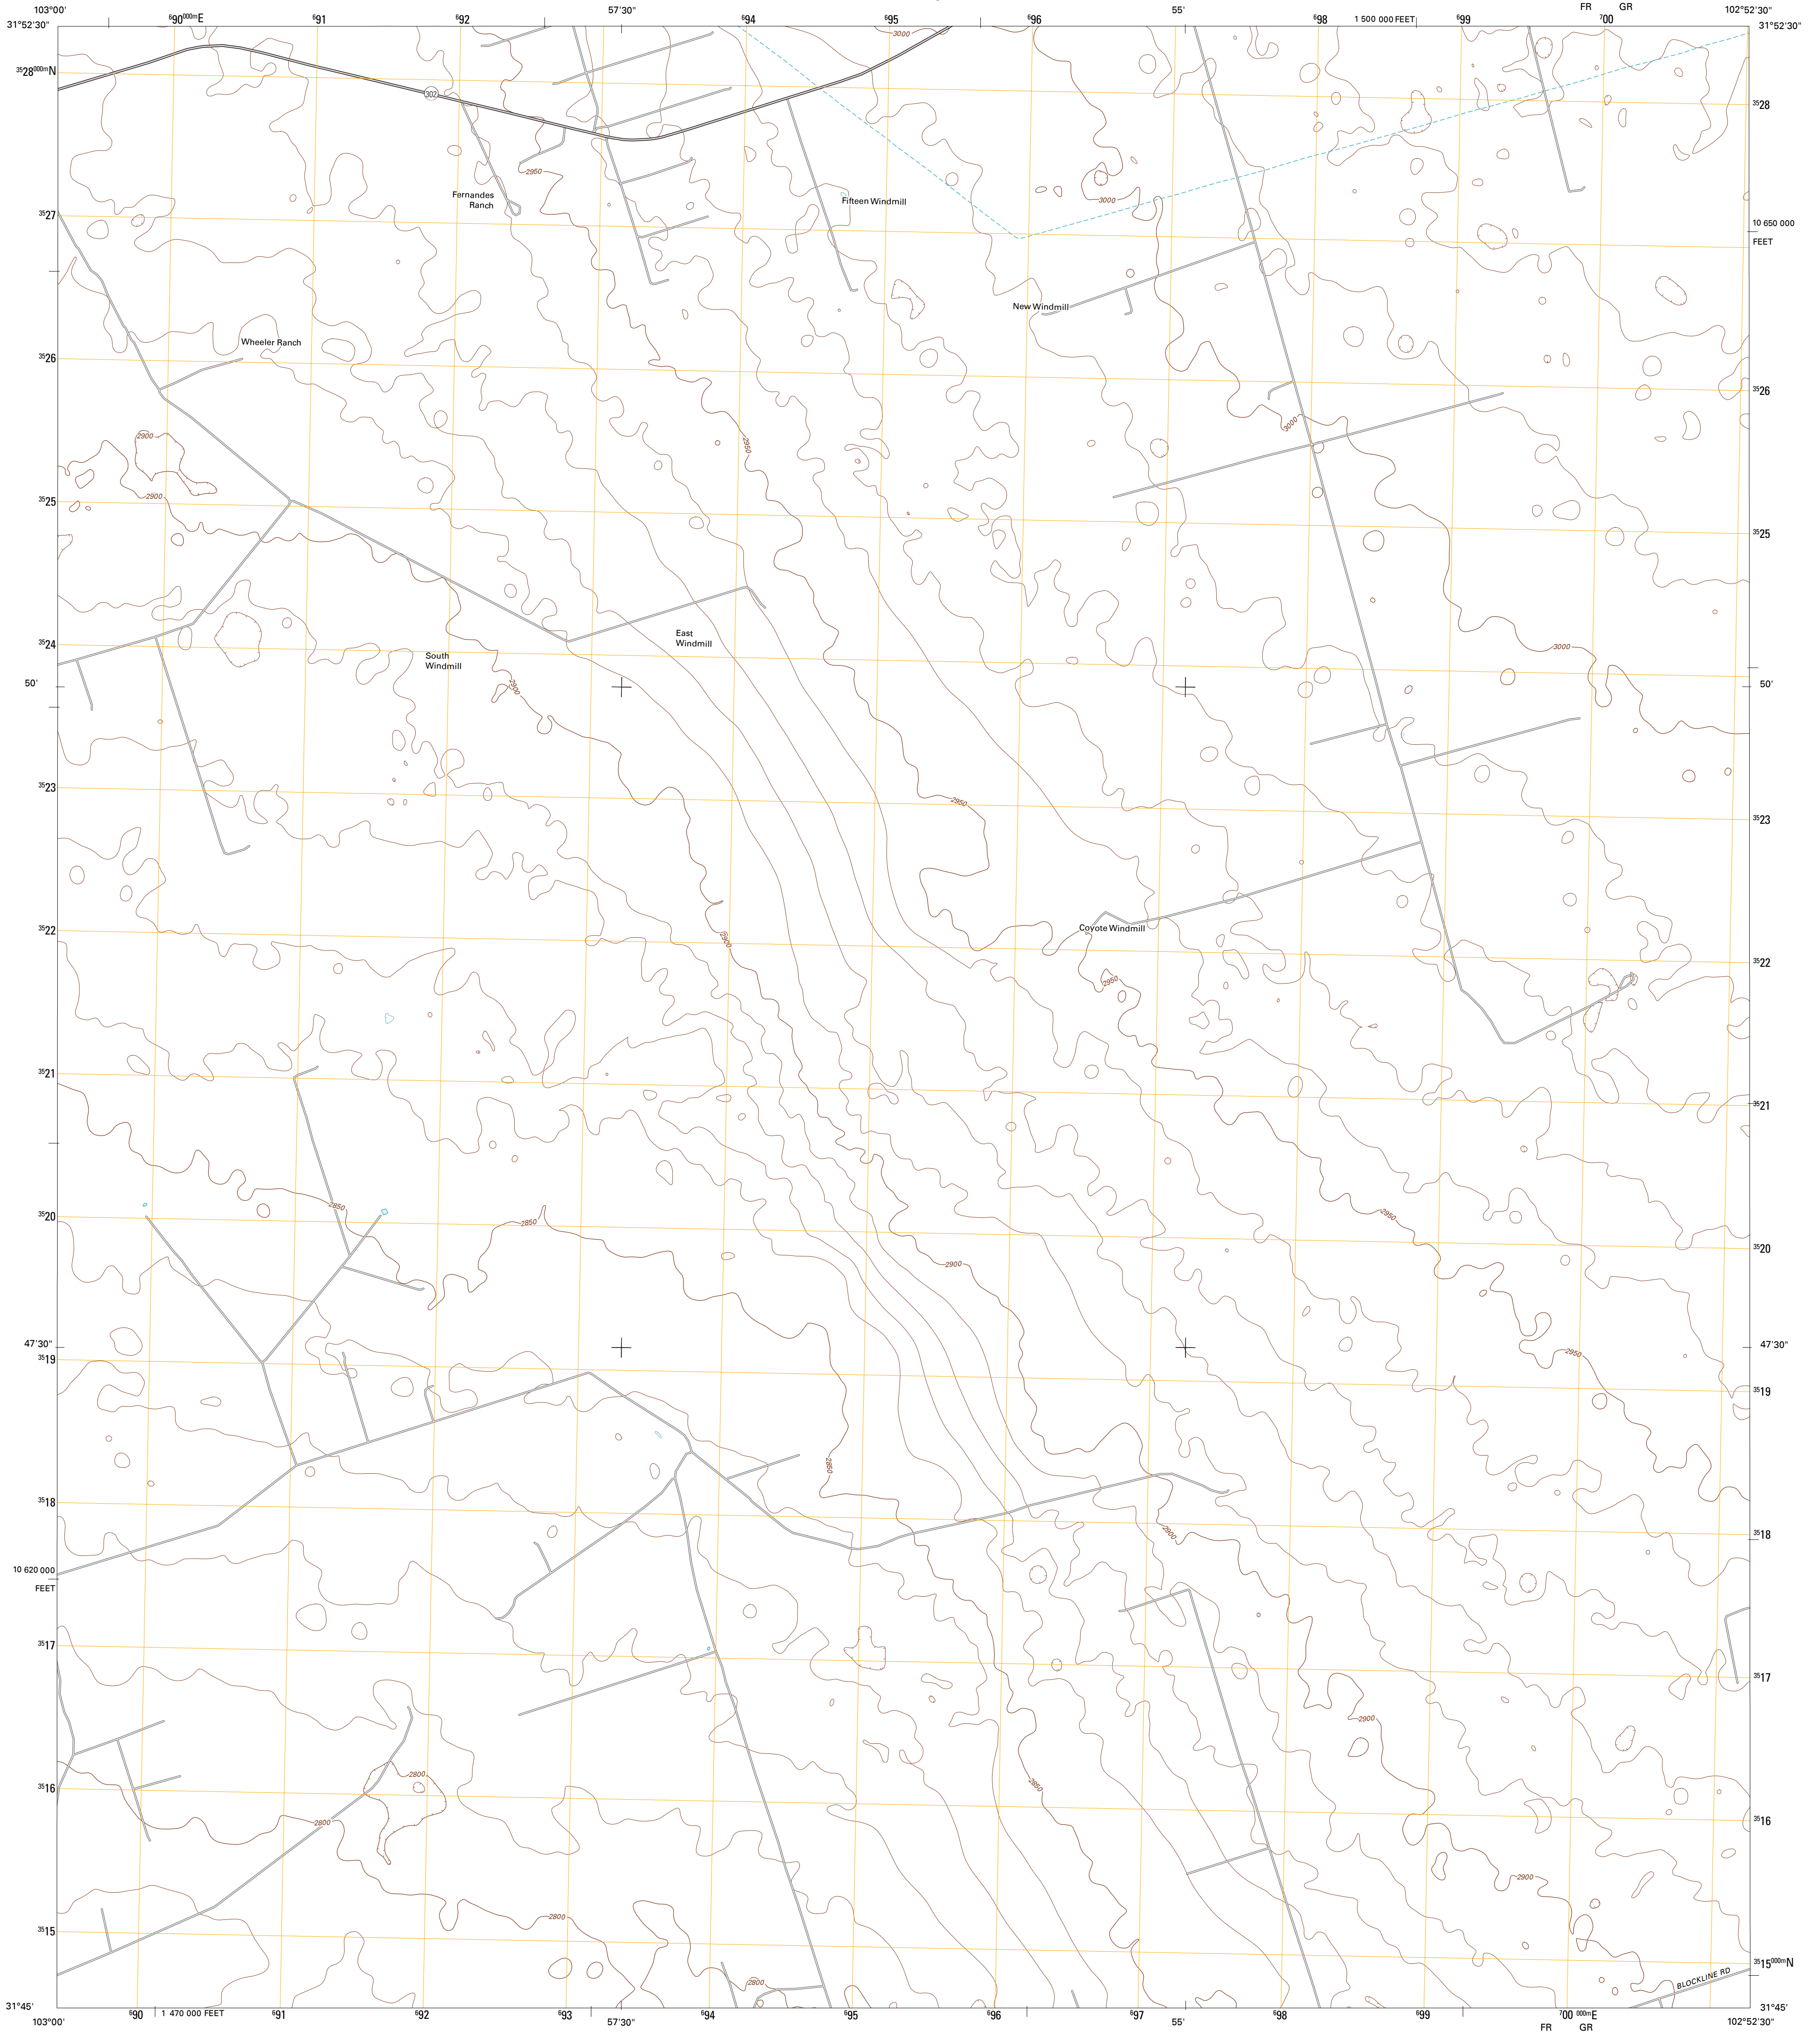 FR GR
103°00' ⁶90⁰⁰⁰ᵐE ⁶91 ⁶92 57'30" ⁶94 ⁶95 ⁶96 55' ⁶98 1 500 000 FEET ⁶99 ⁷00 102°52'30"
31°52'30" 31°52'30"
3000
³⁵28⁰⁰⁰ᵐN
302
³⁵28
2950
Fernandes
Ranch
Fifteen Windmill
3000
³⁵27
10 650 000
FEET
New Windmill
Wheeler Ranch
³⁵26
³⁵26
3000
2900
2950
2900
³⁵25
³⁵25
East
Windmill
³⁵24
3000
South
Windmill
50'
2900
50'
³⁵23
2950
³⁵23
Coyote Windmill
³⁵22
2900
³⁵22
2950
³⁵21
³⁵21
2850
2950
³⁵20
2850
³⁵20
2900
47'30"
47'30"
2950
³⁵19
³⁵19
2850
³⁵18
2900
³⁵18
10 620 000
FEET
³⁵17
³⁵17
2900
2800
2850
³⁵16
2800
³⁵16
2900
2800
³⁵15
³⁵15⁰⁰⁰ᵐN
BLOCKLINE RD
2800
31°45' 31°45'
⁶90 1 470 000 FEET ⁶91 ⁶92 ⁶93 ⁶94 ⁶95 ⁶96 ⁶97 ⁶98 ⁶99 ⁷00 ⁰⁰⁰ᵐE
103°00' 57'30" 55' 102°52'30"
FR GR